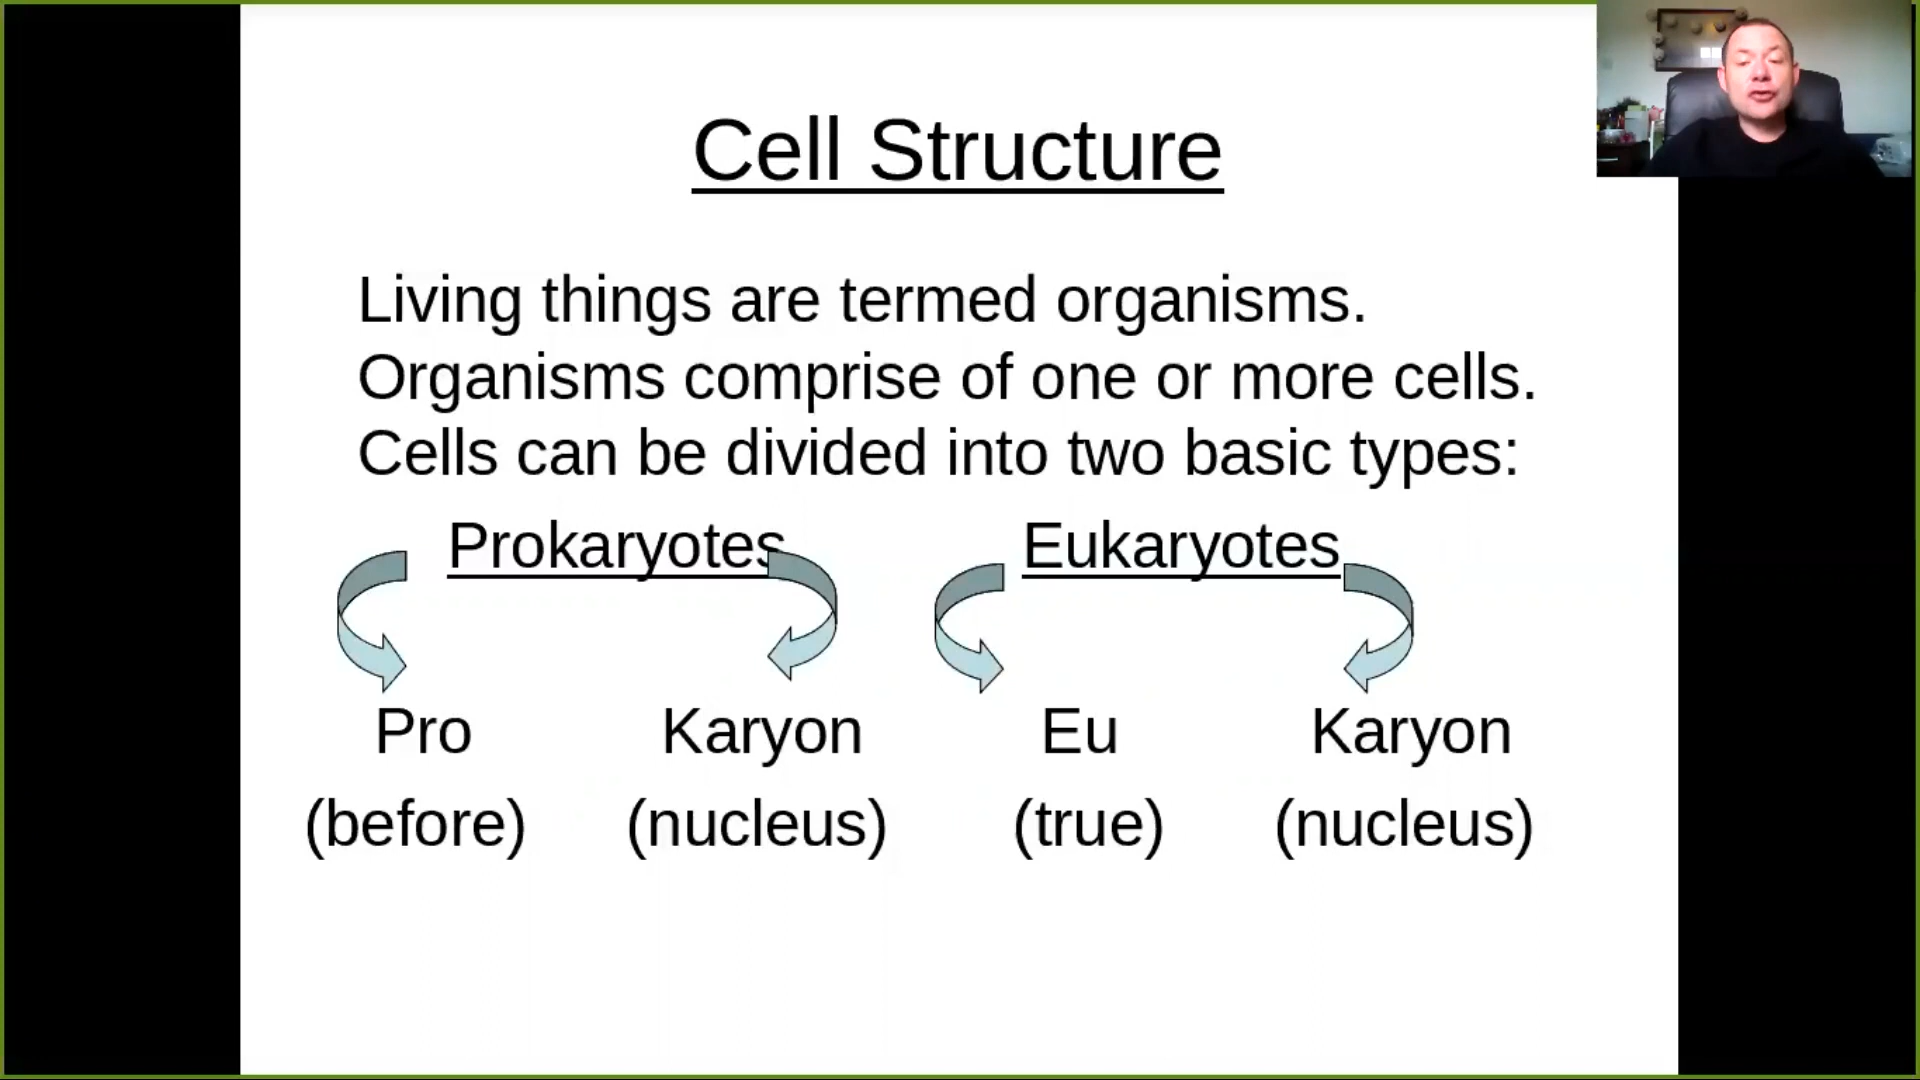 Cell Structure
Living things are termed organisms.
Organisms comprise of one or more cells.
Cells can be divided into two basic types:
Prokaryotes Eukaryotes
Pro Karyon Eu Karyon
(before) (nucleus) (true) (nucleus)